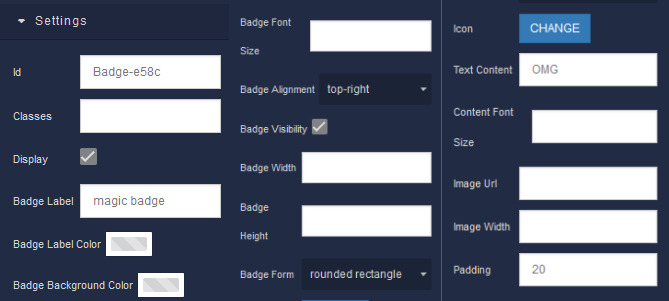 Settings
Id Badge-e58c
Classes
Display
Badge Label magic badge
Badge Label Color
Badge Background Color
Badge Font
Size
Badge Alignment top-right
Badge Visibility
Badge Width
Badge
Height
Badge Form rounded rectangle
Icon CHANGE
Text Content OMG
Content Font
Size
Image Url
Image Width
Padding 20